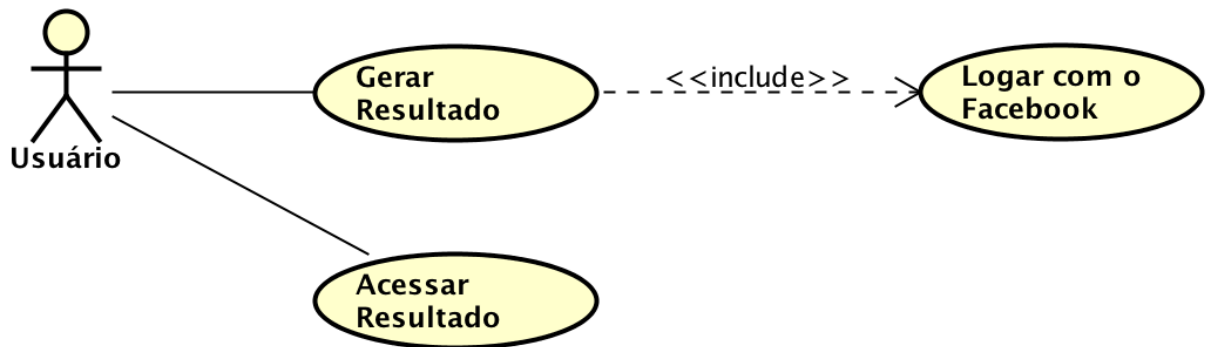 Gerar
Resultado
<<include>>
Logar com o
Facebook
Usuário
Acessar
Resultado